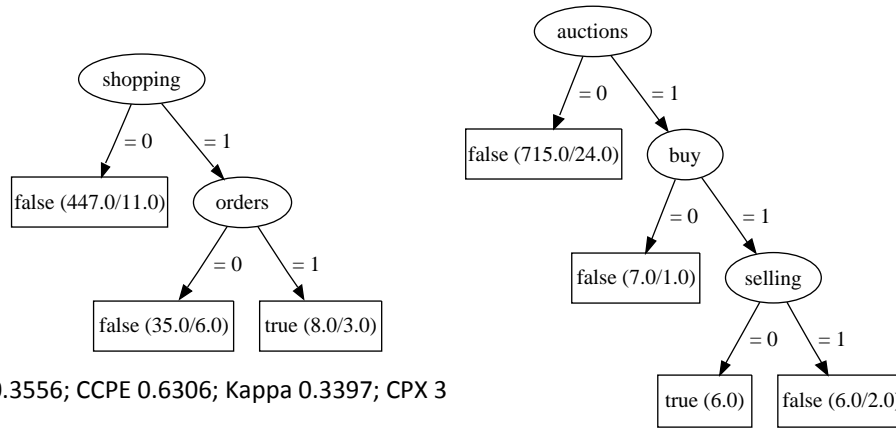 shopping
= 0
= 1
false (447.0/11.0)
orders
= 0
= 1
false (35.0/6.0)
true (8.0/3.0)
0.3556; CCPE 0.6306; Kappa 0.3397; CPX 3
auctions
= 0
= 1
false (715.0/24.0)
buy
= 0
= 1
false (7.0/1.0)
selling
= 0
= 1
true (6.0)
false (6.0/2.0)